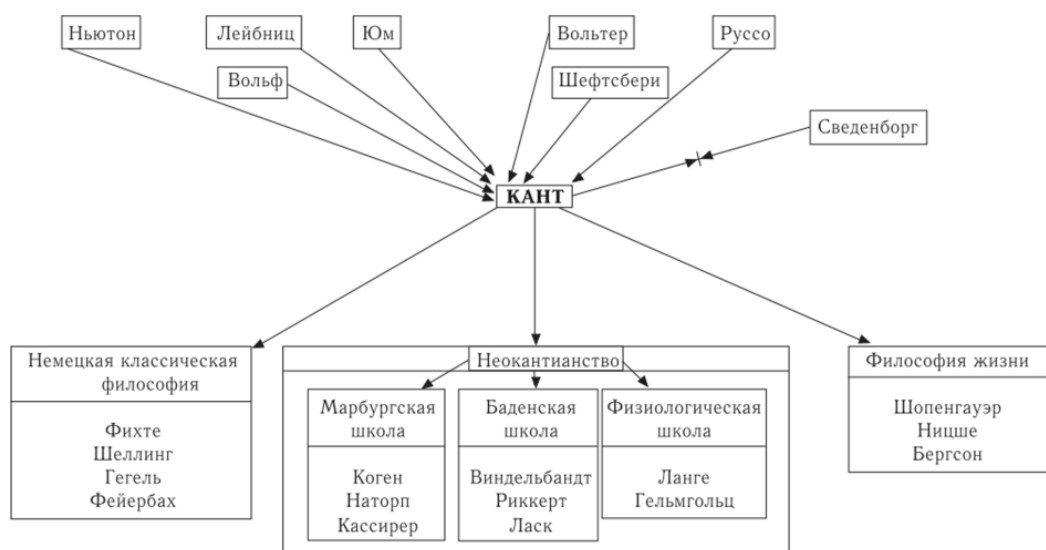 Ньютон
Лейбниц
Юм
Вольтер
Руссо
Вольф
Шефтсбери
Сведенборг
КАНТ
Немецкая классическая
философия
Фихте
Шеллинг
Гегель
Фейербах
Неокантианство
Марбургская
школа
Коген
Наторп
Кассирер
Баденская
школа
Виндельбандт
Риккерт
Ласк
Физиологическая
школа
Ланге
Гельмгольц
Философия жизни
Шопенгауэр
Ницше
Бергсон